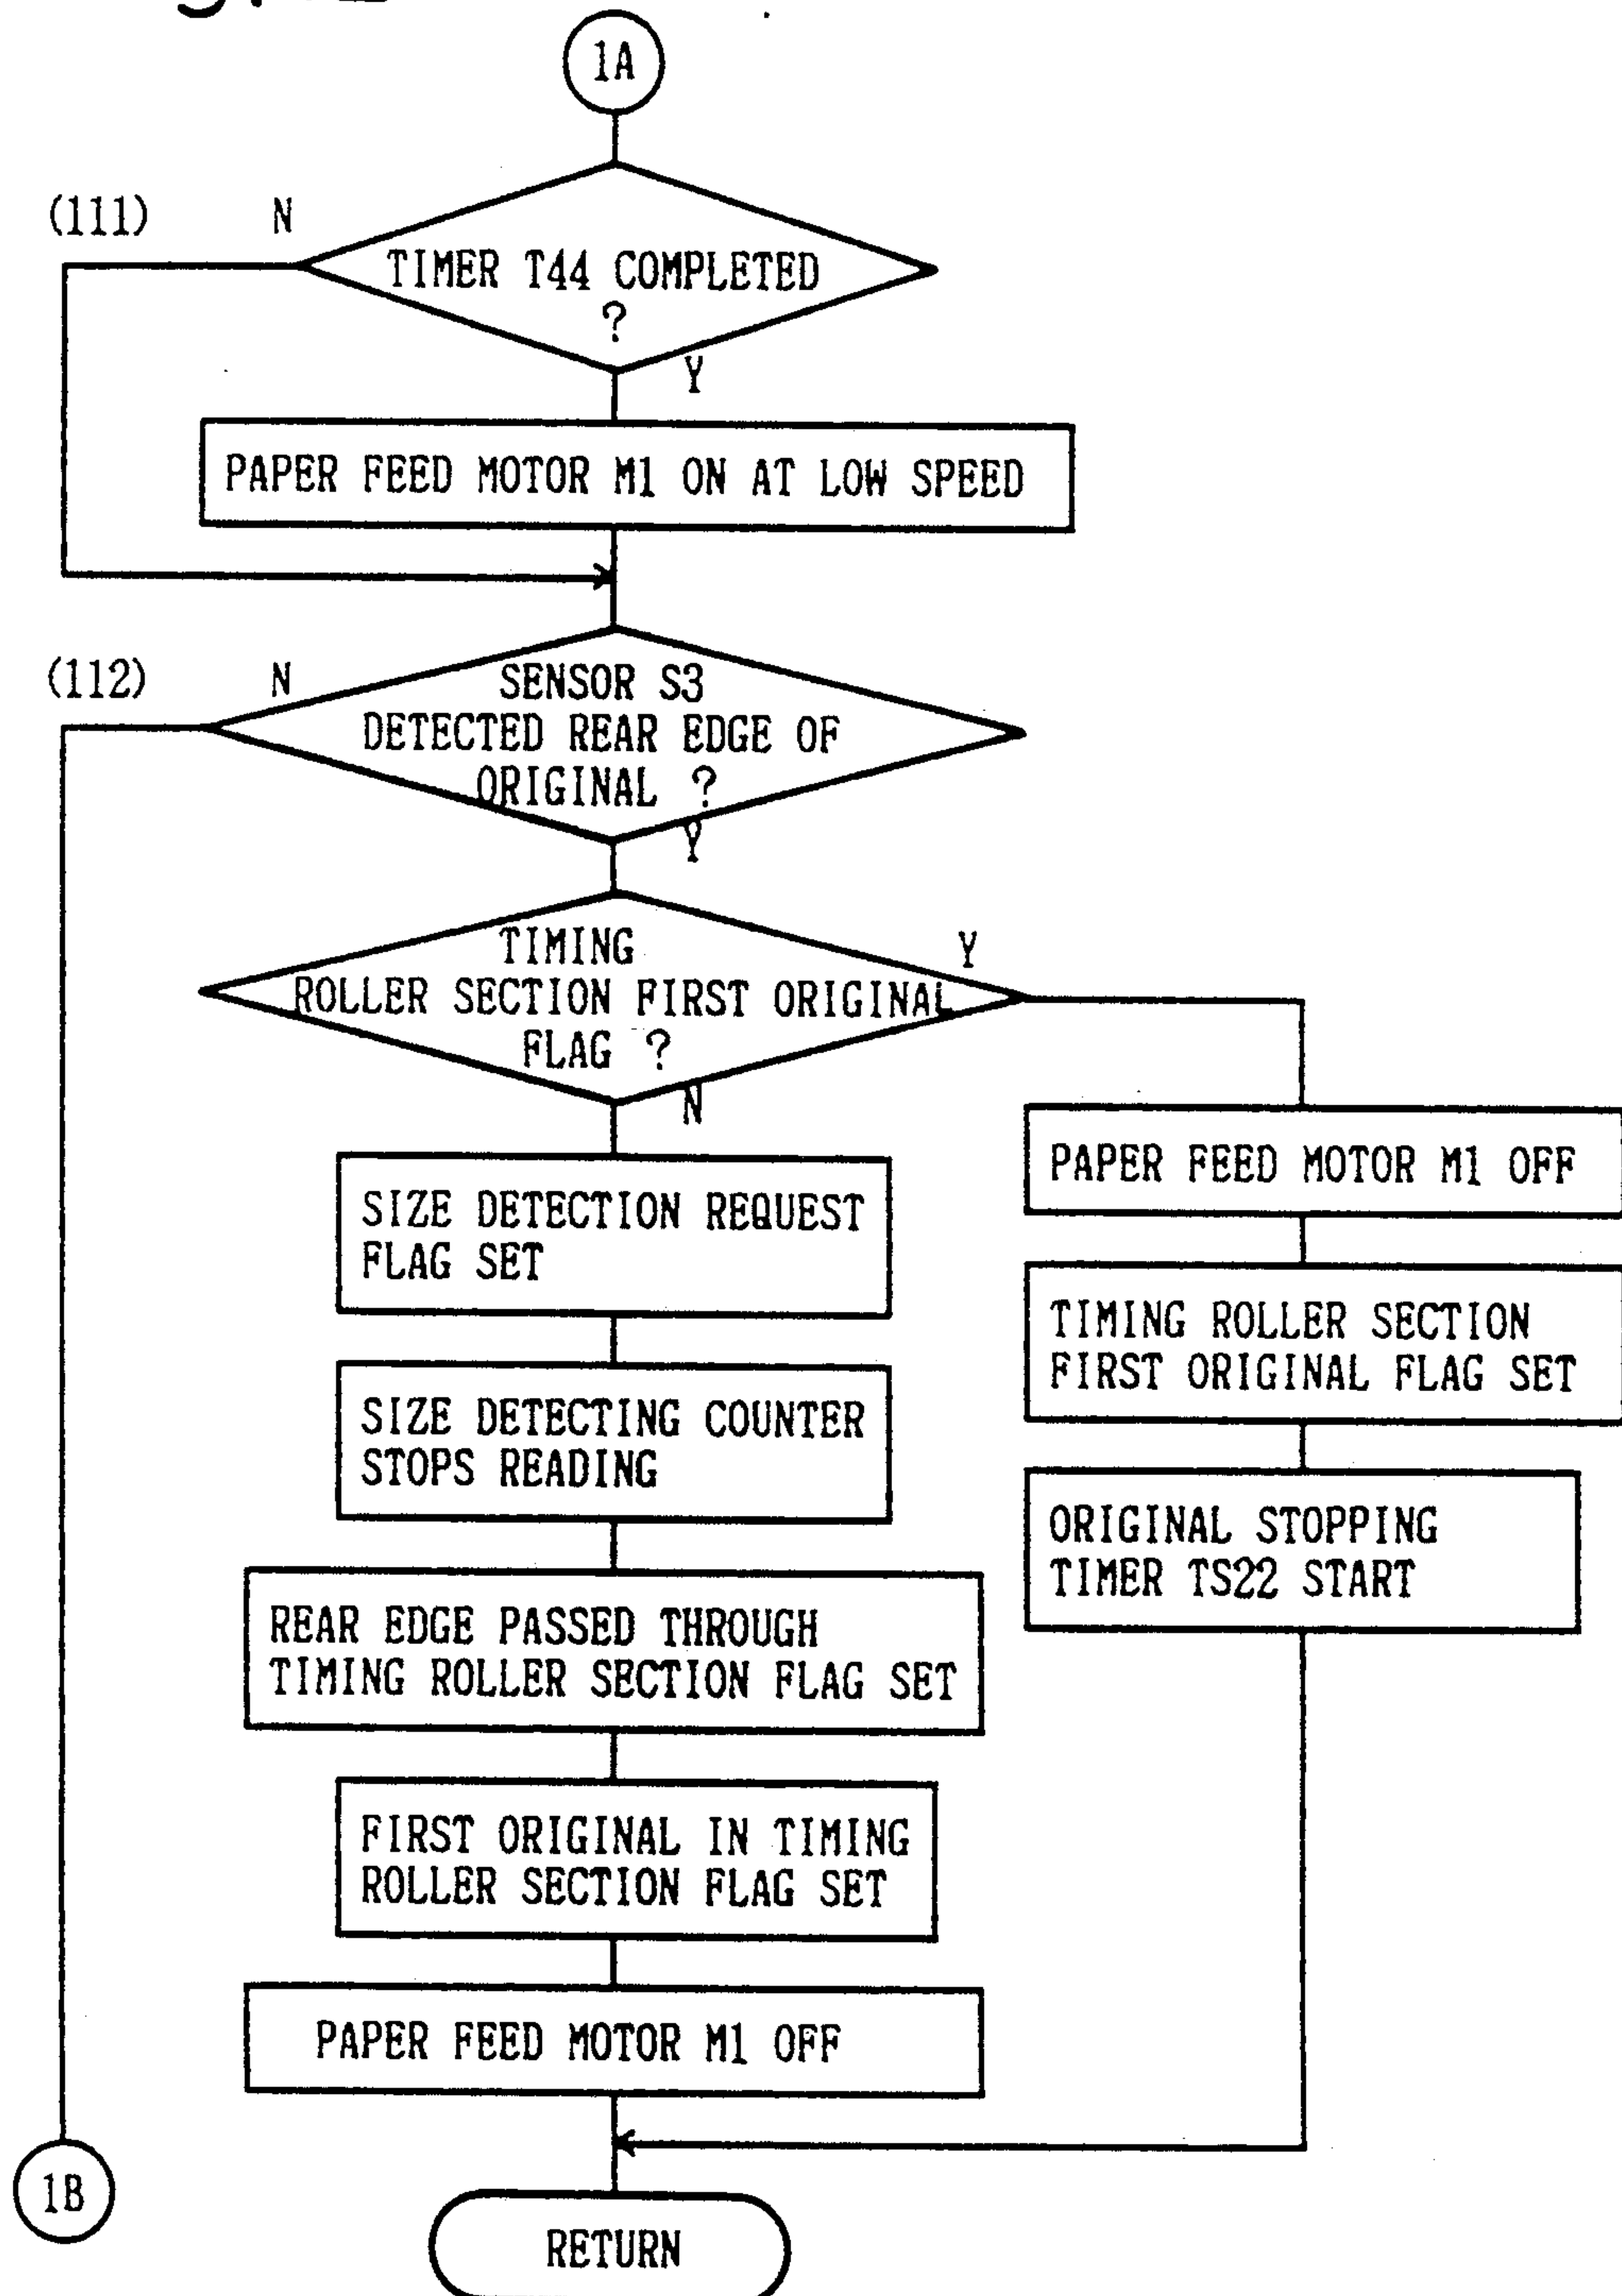 1A
(111) N
TIMER T44 COMPLETED
?
Y
PAPER FEED MOTOR M1 ON AT LOW SPEED
(112) N
SENSOR S3
DETECTED REAR EDGE OF
ORIGINAL ?
Y
TIMING
ROLLER SECTION FIRST ORIGINAL
FLAG ?
Y
N
SIZE DETECTION REQUEST
FLAG SET
SIZE DETECTING COUNTER
STOPS READING
REAR EDGE PASSED THROUGH
TIMING ROLLER SECTION FLAG SET
FIRST ORIGINAL IN TIMING
ROLLER SECTION FLAG SET
PAPER FEED MOTOR M1 OFF
PAPER FEED MOTOR M1 OFF
TIMING ROLLER SECTION
FIRST ORIGINAL FLAG SET
ORIGINAL STOPPING
TIMER TS22 START
1B
RETURN